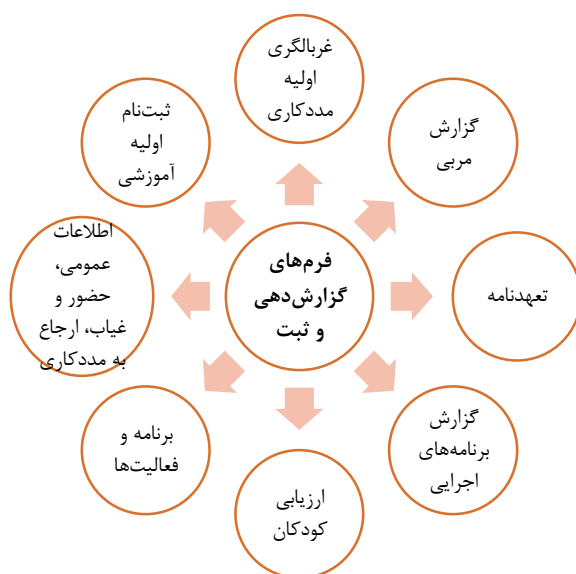 غربالگری
اولیه
مددکاری
گزارش
مربی
تعهدنامه
گزارش
برنامه‌های
اجرایی
ارزیابی
کودکان
برنامه و
فعالیت‌ها
اطلاعات
عمومی،
حضور و
غیاب، ارجاع
به مددکاری
ثبت‌نام
اولیه
آموزشی
فرم‌های
گزارش‌دهی
و ثبت